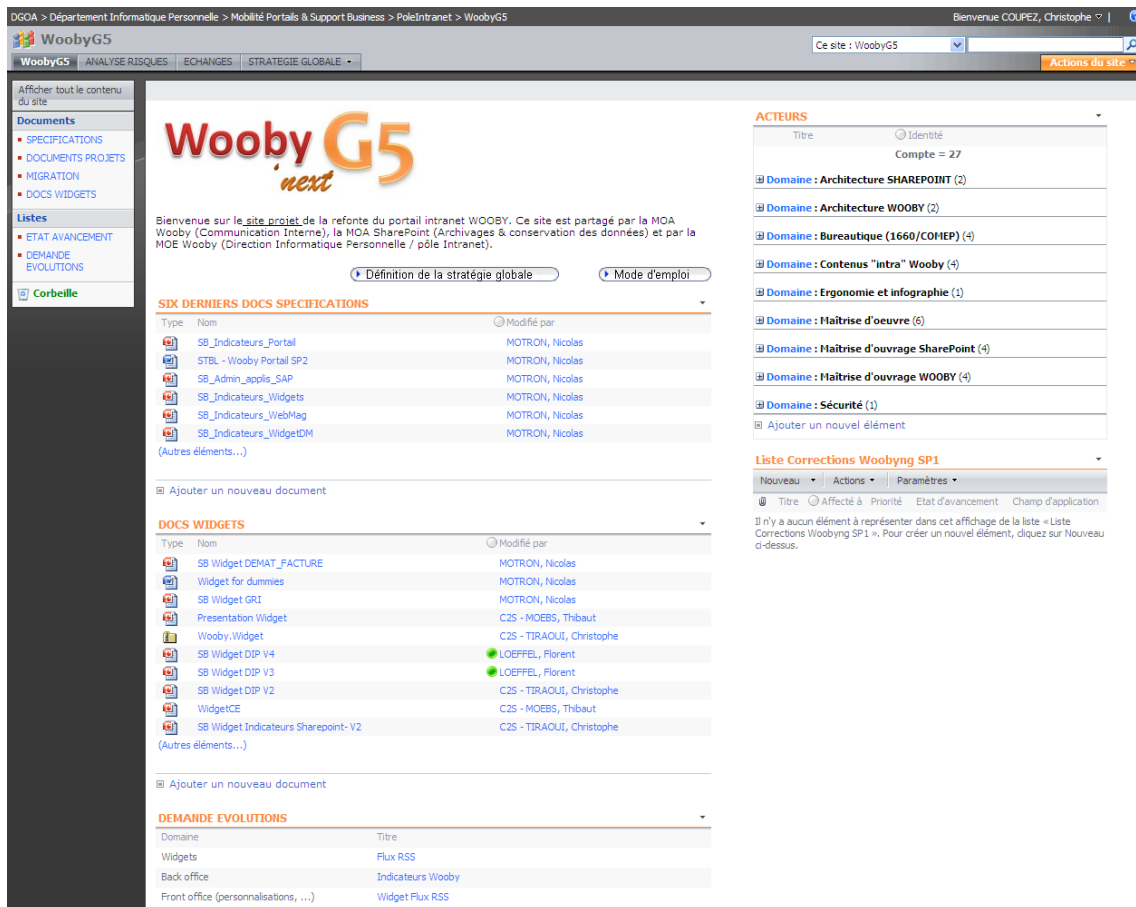 DGOA > Département Informatique Personnelle > Mobilité Portails & Support Business > PoleIntranet > WoobyG5
Bienvenue COUPEZ, Christophe
WoobyG5
Ce site : WoobyG5
WoobyG5 ANALYSE RISQUES ECHANGES STRATEGIE GLOBALE
Actions du site
Afficher tout le contenu
du site
Documents
SPECIFICATIONS
DOCUMENTS PROJETS
MIGRATION
DOCS WIDGETS
Listes
ETAT AVANCEMENT
DEMANDE
EVOLUTIONS
Corbeille
Wooby G5
next
Bienvenue sur le site projet de la refonte du portail intranet WOOBY. Ce site est partagé par la MOA
Wooby (Communication Interne), la MOA SharePoint (Archivages & conservation des données) et par la
MOE Wooby (Direction Informatique Personnelle / pôle Intranet).
Définition de la stratégie globale
Mode d'emploi
SIX DERNIERS DOCS SPECIFICATIONS
Type Nom Modifié par
SB_Indicateurs_Portail MOTRON, Nicolas
STBL - Wooby Portail SP2 MOTRON, Nicolas
SB_Admin_applis_SAP MOTRON, Nicolas
SB_Indicateurs_Widgets MOTRON, Nicolas
SB_Indicateurs_WebMag MOTRON, Nicolas
SB_Indicateurs_WidgetDM MOTRON, Nicolas
(Autres éléments...)
Ajouter un nouveau document
DOCS WIDGETS
Type Nom Modifié par
SB Widget DEMAT_FACTURE MOTRON, Nicolas
Widget for dummies MOTRON, Nicolas
SB Widget GRI MOTRON, Nicolas
Presentation Widget C2S - MOEBS, Thibaut
Wooby.Widget C2S - TIRAOUI, Christophe
SB Widget DIP V4 LOEFFEL, Florent
SB Widget DIP V3 LOEFFEL, Florent
SB Widget DIP V2 C2S - TIRAOUI, Christophe
WidgetCE C2S - MOEBS, Thibaut
SB Widget Indicateurs Sharepoint- V2 C2S - TIRAOUI, Christophe
(Autres éléments...)
Ajouter un nouveau document
DEMANDE EVOLUTIONS
Domaine Titre
Widgets Flux RSS
Back office Indicateurs Wooby
Front office (personnalisations, ...) Widget Flux RSS
ACTEURS
Titre Identité
Compte = 27
Domaine : Architecture SHAREPOINT (2)
Domaine : Architecture WOOBY (2)
Domaine : Bureautique (1660/COMEP) (4)
Domaine : Contenus "intra" Wooby (4)
Domaine : Ergonomie et infographie (1)
Domaine : Maîtrise d'oeuvre (6)
Domaine : Maîtrise d'ouvrage SharePoint (4)
Domaine : Maîtrise d'ouvrage WOOBY (4)
Domaine : Sécurité (1)
Ajouter un nouvel élément
Liste Corrections Woobyng SP1
Nouveau Actions Paramètres
Titre Affecté à Priorité Etat d'avancement Champ d'application
Il n'y a aucun élément à représenter dans cet affichage de la liste « Liste
Corrections Woobyng SP1 ». Pour créer un nouvel élément, cliquez sur Nouveau
ci-dessus.